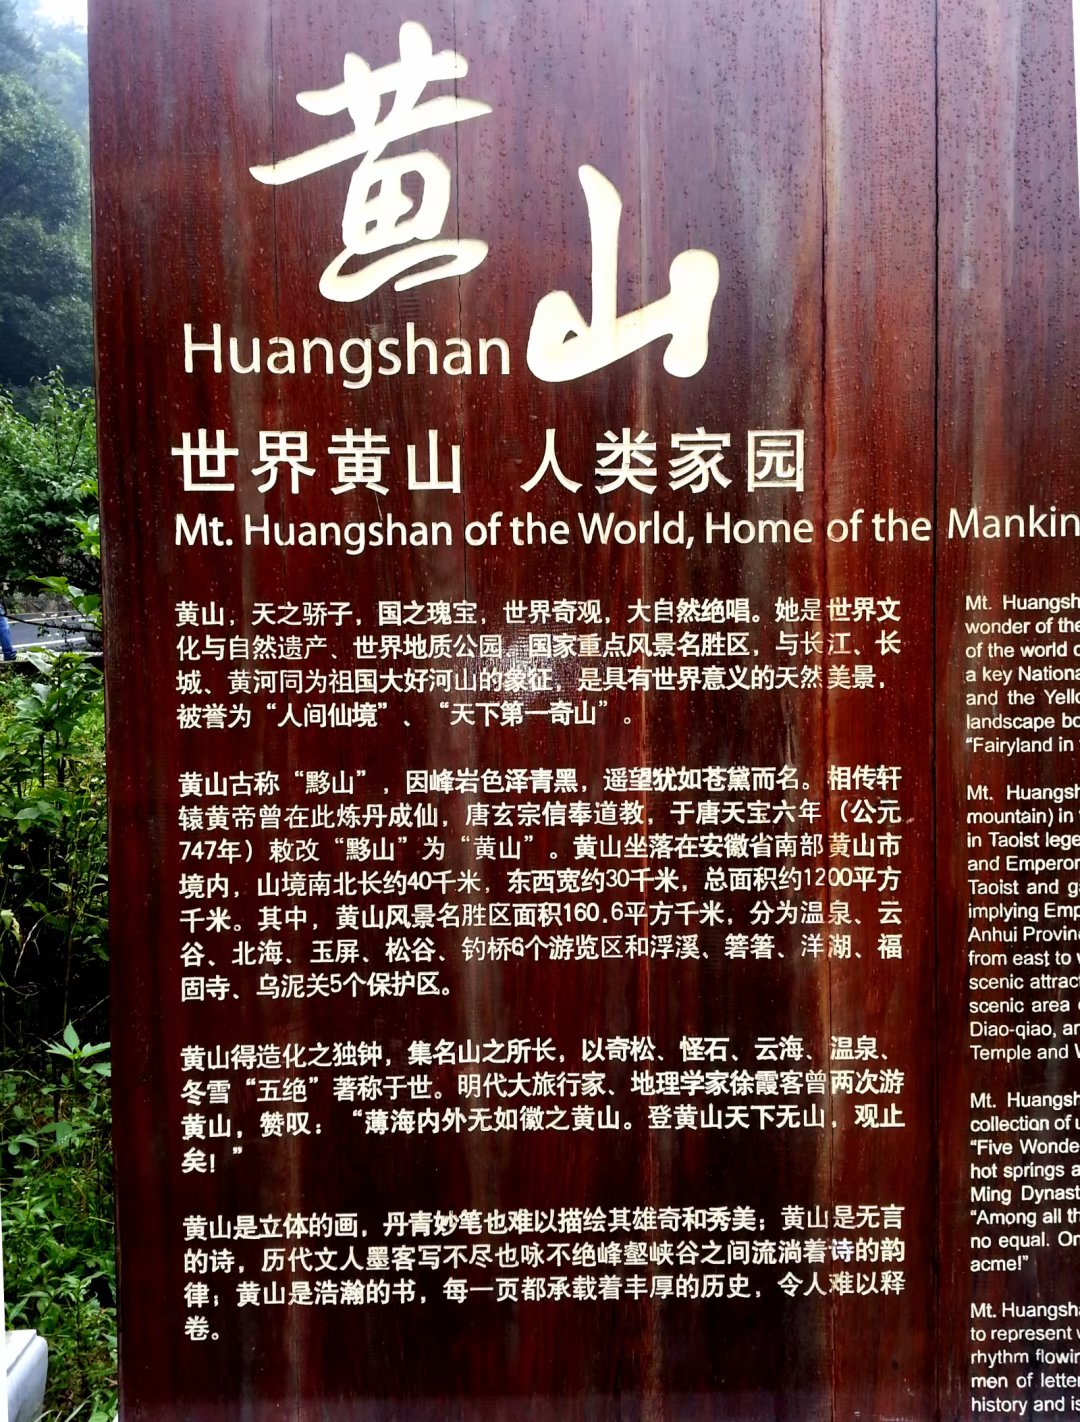 黄山
Huangshan
世界黄山 人类家园
Mt. Huangshan of the World, Home of the Mankin
黄山，天之骄子，国之瑰宝，世界奇观，大自然绝唱。她是世界文
化与自然遗产、世界地质公园、国家重点风景名胜区，与长江、长
城、黄河同为祖国大好河山的象征，是具有世界意义的天然美景，
被誉为“人间仙境”、“天下第一奇山”。
黄山古称“黟山”，因峰岩色泽青黑，遥望犹如苍黛而名。相传轩
辕黄帝曾在此炼丹成仙，唐玄宗信奉道教，于唐天宝六年（公元
747年）敕改“黟山”为“黄山”。黄山坐落在安徽省南部黄山市
境内，山境南北长约40千米，东西宽约30千米，总面积约1200平方
千米。其中，黄山风景名胜区面积160.6平方千米，分为温泉、云
谷、北海、玉屏、松谷、钓桥6个游览区和浮溪、箬箬、洋湖、福
固寺、乌泥关5个保护区。
黄山得造化之独钟，集名山之所长，以奇松、怪石、云海、温泉、
冬雪“五绝”著称于世。明代大旅行家、地理学家徐霞客曾两次游
黄山，赞叹：“薄海内外无如徽之黄山。登黄山天下无山，观止
矣！”
黄山是立体的画，丹青妙笔也难以描绘其雄奇和秀美；黄山是无言
的诗，历代文人墨客写不尽也咏不绝峰壑峡谷之间流淌着诗的韵
律；黄山是浩瀚的书，每一页都承载着丰厚的历史，令人难以释
卷。
Mt. Huangsh
wonder of the
of the world c
a key Nationa
and the Yello
landscape bo
“Fairyland in
Mt. Huangsh
mountain) in
in Taoist lege
and Emperor
Taoist and ga
implying Emp
Anhui Provinc
from east to w
scenic attract
scenic area
Diao-qiao, an
Temple and W
Mt. Huangsh
collection of u
“Five Wonde
hot springs a
Ming Dynast
“Among all th
no equal. On
acme!”
Mt. Huangsha
to represent w
rhythm flowin
men of letter
history and is